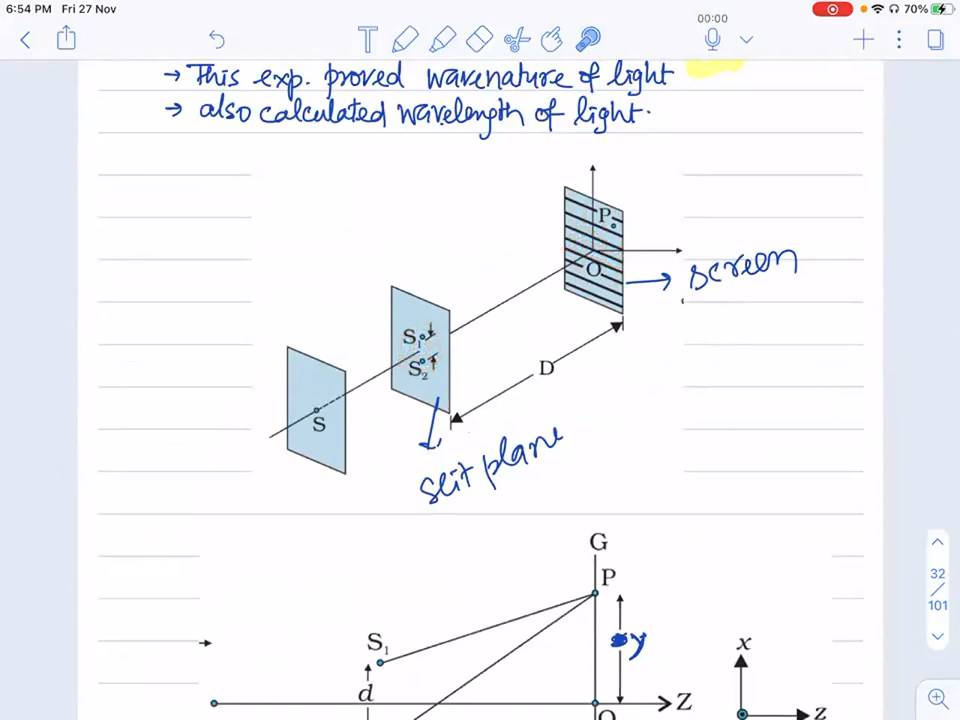 6:54 PM Fri 27 Nov
70%
00:00
→ This exp. proved wavenature of light
→ also calculated wavelength of light.
P
O
→ screen
S₁
S₂
D
S
slit plane
G
P
S₁
y
x
d
Z
z
O
32
/
101